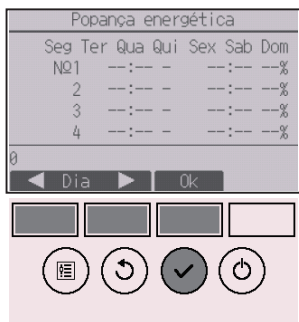 Popança energética
Seg Ter Qua Qui Sex Sab Dom
№1 --:-- - --:-- --%
2 --:-- - --:-- --%
3 --:-- - --:-- --%
4 --:-- - --:-- --%
0
◀ Dia ▶ Ok